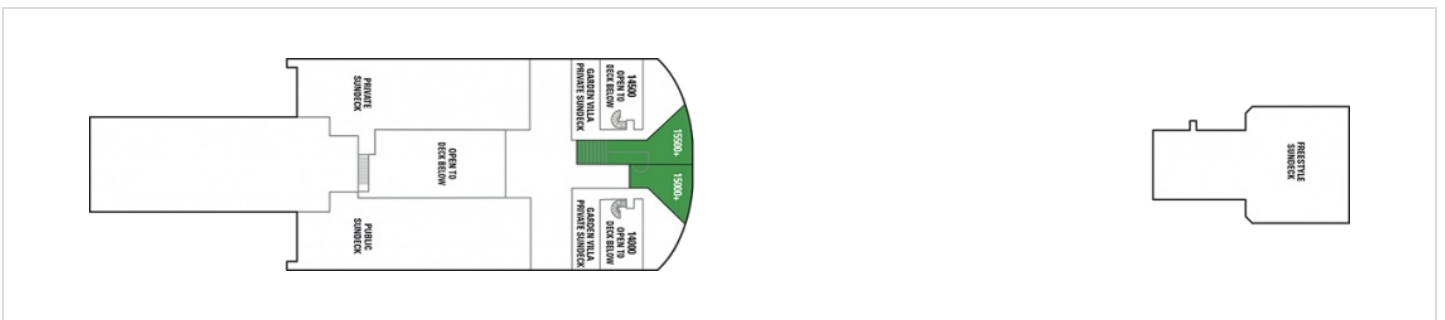 PRIVATE
SUNDECK
OPEN TO
DECK BELOW
PUBLIC
SUNDECK
GARDEN VILLA
PRIVATE SUNDECK
14500
OPEN TO
DECK BELOW
15500+
15000+
GARDEN VILLA
PRIVATE SUNDECK
14000
OPEN TO
DECK BELOW
FREESTYLE
SUNDECK